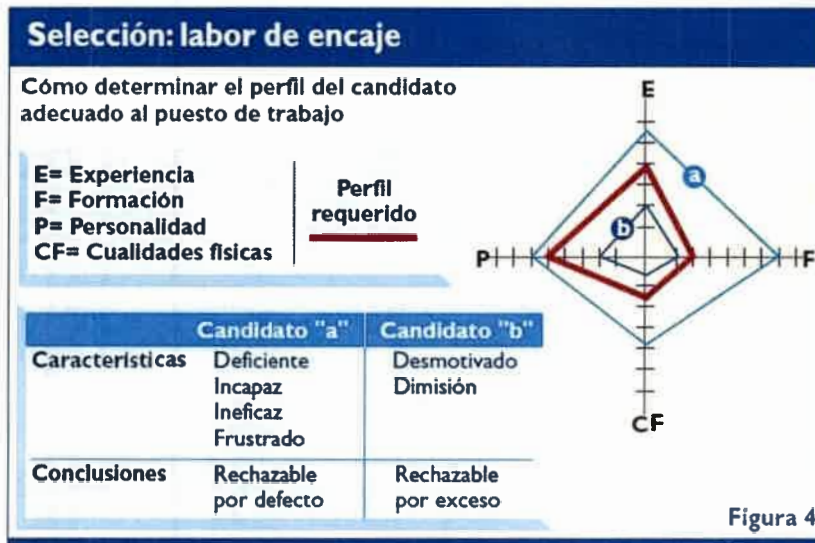 Selección: labor de encaje
Cómo determinar el perfil del candidato
adecuado al puesto de trabajo
E= Experiencia
F= Formación
P= Personalidad
CF= Cualidades físicas
Perfil
requerido
E
a
b
P
F
CF
Candidato "a" Candidato "b"
Características Deficiente Desmotivado
Incapaz Dimisión
Ineficaz
Frustrado
Conclusiones Rechazable Rechazable
por defecto por exceso
Figura 4